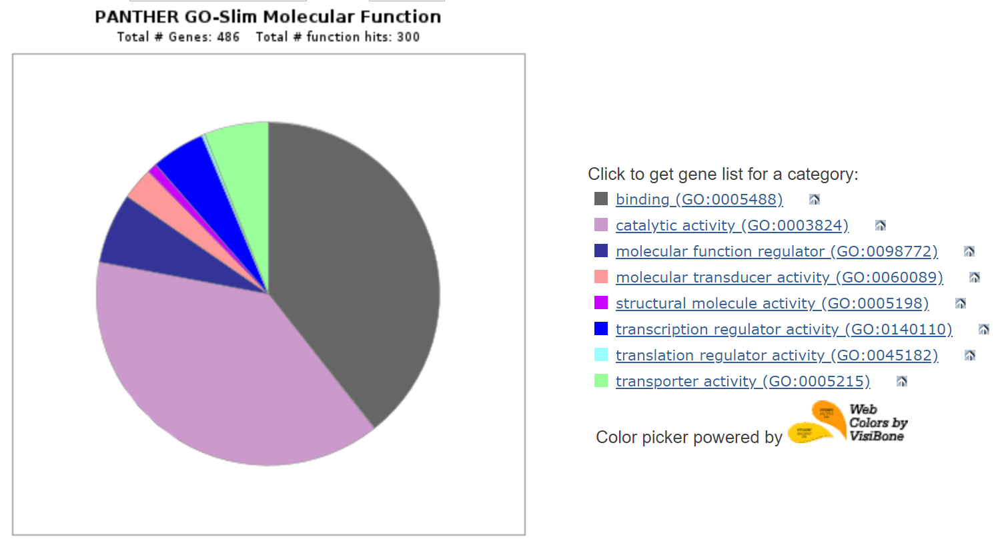 PANTHER GO-Slim Molecular Function
Total # Genes: 486 Total # function hits: 300
Click to get gene list for a category:
binding (GO:0005488)
catalytic activity (GO:0003824)
molecular function regulator (GO:0098772)
molecular transducer activity (GO:0060089)
structural molecule activity (GO:0005198)
transcription regulator activity (GO:0140110)
translation regulator activity (GO:0045182)
transporter activity (GO:0005215)
Color picker powered by
Web
Colors by
VisiBone